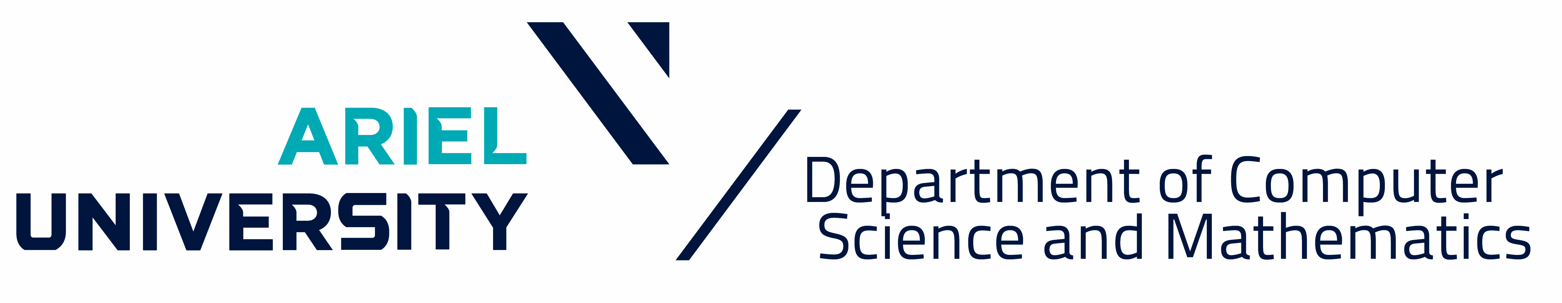 ARIEL
UNIVERSITY
Department of Computer
Science and Mathematics